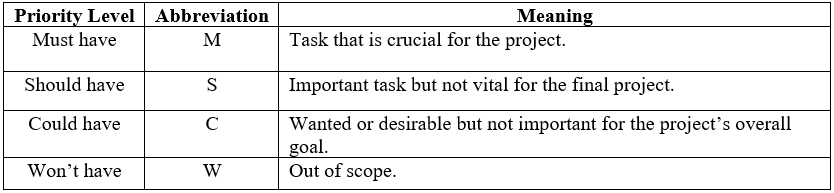 Priority Level Abbreviation Meaning
Must have M Task that is crucial for the project.
Should have S Important task but not vital for the final project.
Could have C Wanted or desirable but not important for the project’s overall
goal.
Won’t have W Out of scope.